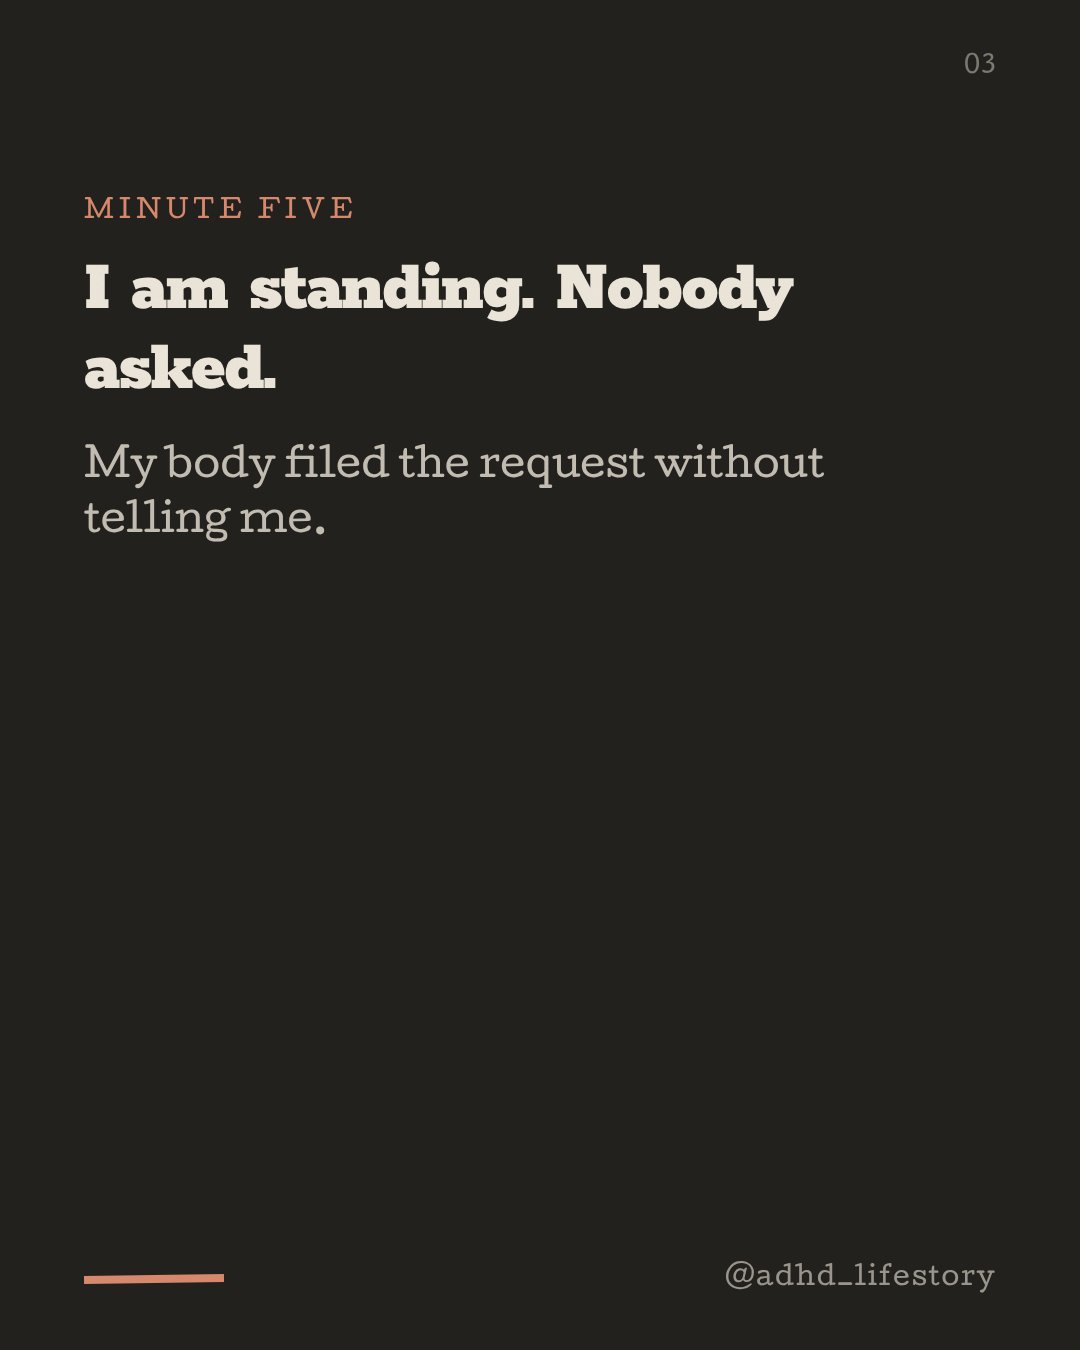 03
MINUTE FIVE
I am standing. Nobody
asked.
My body filed the request without
telling me.
@adhd_lifestory